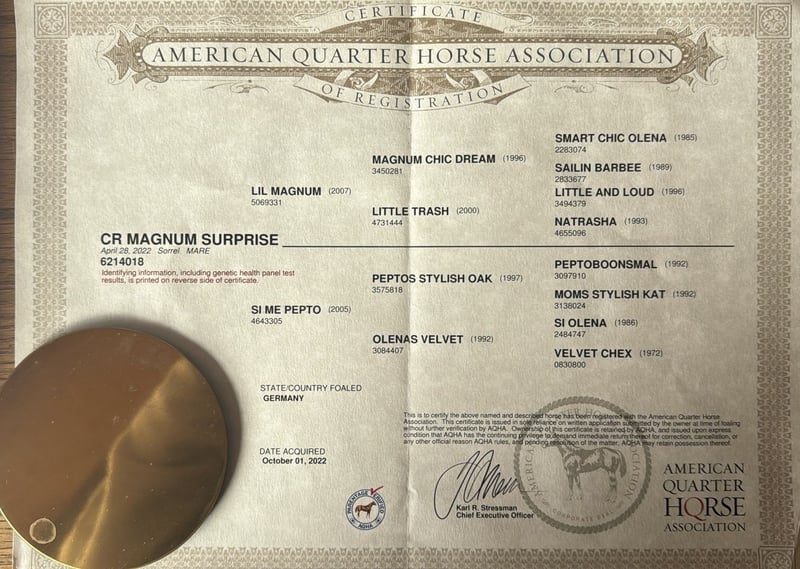 CERTIFICATE
AMERICAN QUARTER HORSE ASSOCIATION
OF REGISTRATION
SMART CHIC OLENA (1985)
2283074
MAGNUM CHIC DREAM (1996)
3450281
SAILIN BARBEE (1989)
2833677
LIL MAGNUM (2007)
5069331
LITTLE AND LOUD (1996)
3494379
LITTLE TRASH (2000)
4731444
NATRASHA (1993)
4655096
CR MAGNUM SURPRISE
April 28, 2022 Sorrel MARE
6214018
Identifying information, including genetic health panel test
results, is printed on reverse side of certificate.
PEPTOBOONSMAL (1992)
3097910
PEPTOS STYLISH OAK (1997)
3575818
MOMS STYLISH KAT (1992)
3138024
SI ME PEPTO (2005)
4643305
SI OLENA (1986)
2484747
OLENAS VELVET (1992)
3084407
VELVET CHEX (1972)
0830800
STATE/COUNTRY FOALED
GERMANY
This is to certify the above named and described horse has been registered with the American Quarter Horse
Association. This certificate is issued in sole reliance on written application submitted by the owner at time of foaling
without further verification by AQHA. Ownership of this certificate is retained by AQHA, and issued upon express
condition that AQHA has the continuing privilege to demand immediate return thereof for correction, cancellation, or
any other official reason AQHA rules, and pending resolution of the matter, AQHA may retain possession thereof.
DATE ACQUIRED
October 01, 2022
PARENTAGE VERIFIED
AQHA
Karl R. Stressman
Chief Executive Officer
AMERICAN QUARTER HORSE ASSOCIATION
CORPORATE SEAL
AMERICAN
QUARTER
HORSE
ASSOCIATION